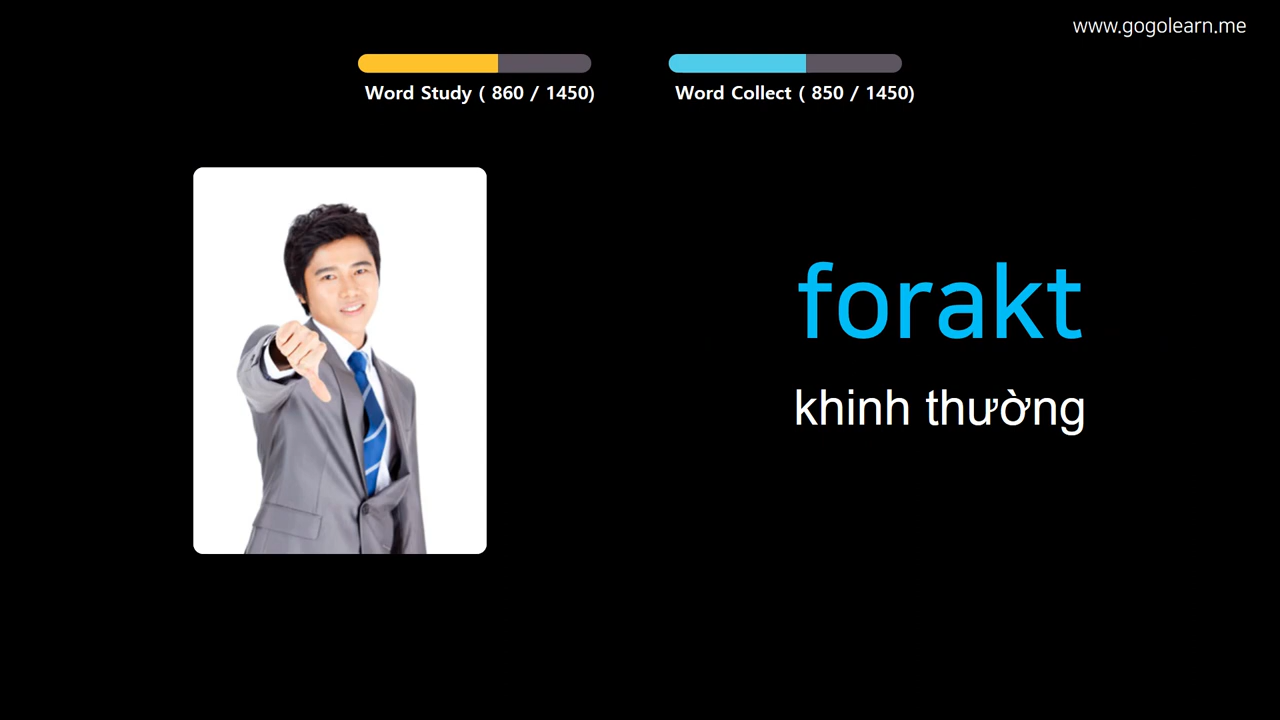 www.gogolearn.me
Word Study ( 860 / 1450)
Word Collect ( 850 / 1450)
forakt
khinh thường